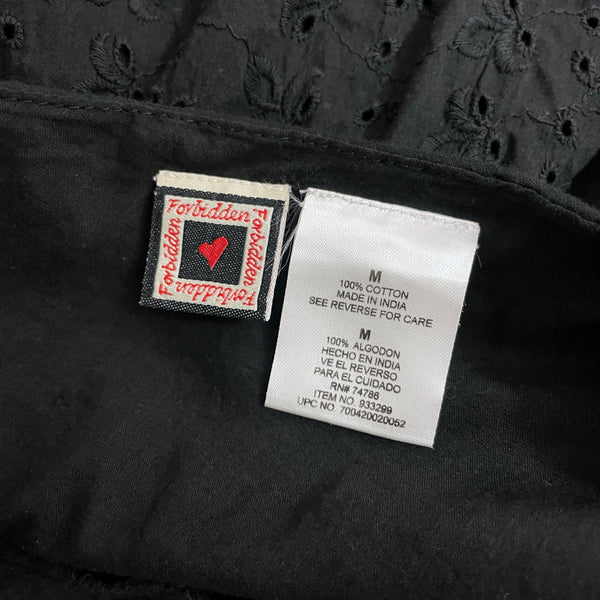 Forbidden
Forbidden
Forbidden
Forbidden
M
100% COTTON
MADE IN INDIA
SEE REVERSE FOR CARE
M
100% ALGODON
HECHO EN INDIA
VE EL REVERSO
PARA EL CUIDADO
RN# 74786
ITEM NO. 933299
UPC NO. 700420020052